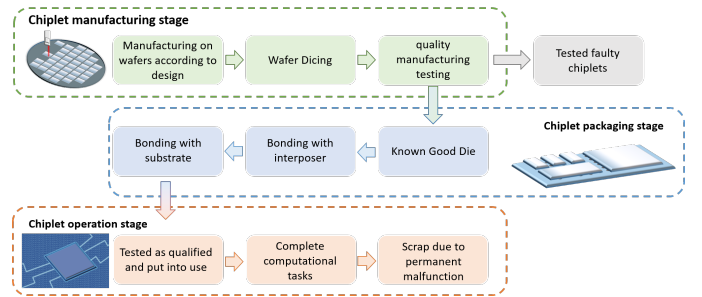 Chiplet manufacturing stage
Manufacturing on
wafers according to
design
Wafer Dicing
quality
manufacturing
testing
Tested faulty
chiplets
Chiplet packaging stage
Bonding with
substrate
Bonding with
interposer
Known Good Die
Chiplet operation stage
Tested as qualified
and put into use
Complete
computational
tasks
Scrap due to
permanent
malfunction